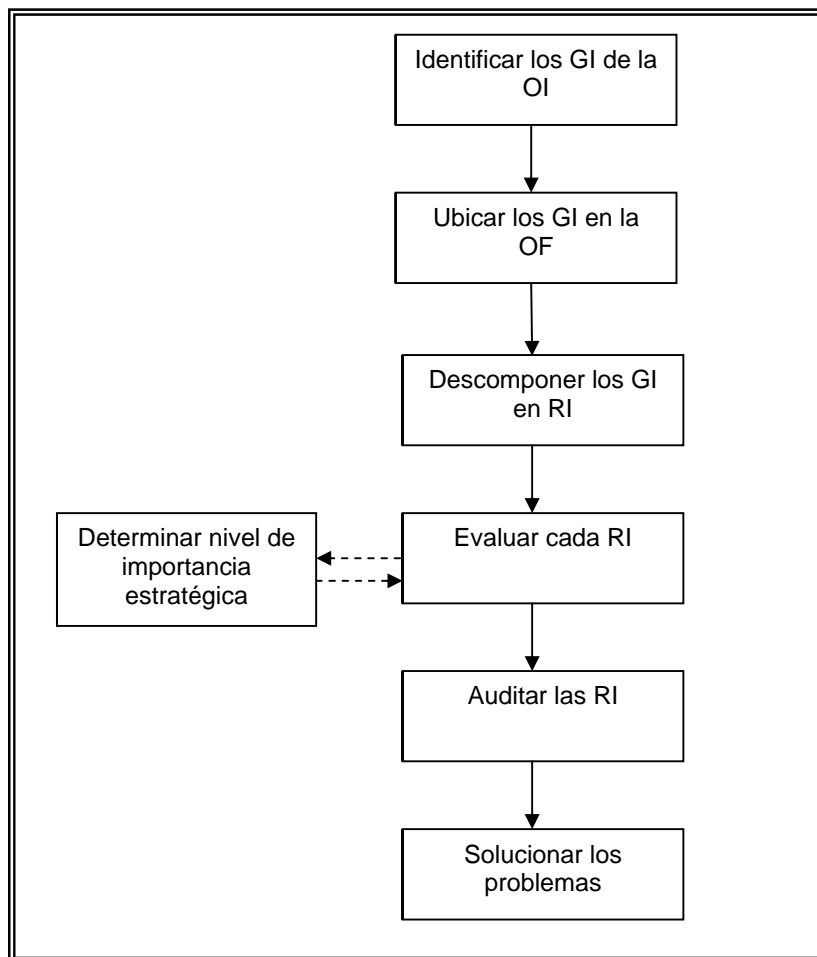 Identificar los GI de la
OI
Ubicar los GI en la
OF
Descomponer los GI
en RI
Determinar nivel de
importancia
estratégica
Evaluar cada RI
Auditar las RI
Solucionar los
problemas